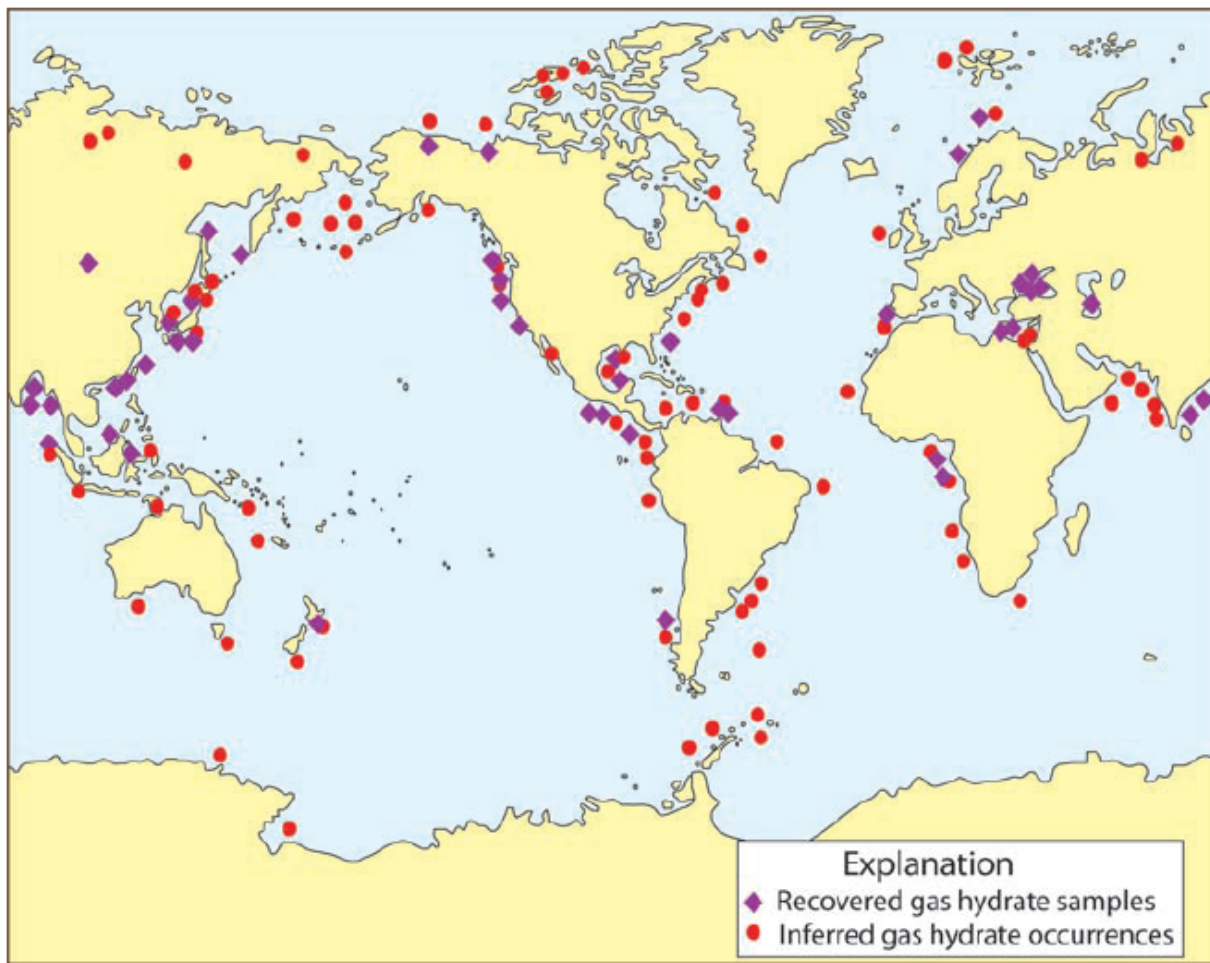 Explanation
Recovered gas hydrate samples
Inferred gas hydrate occurrences